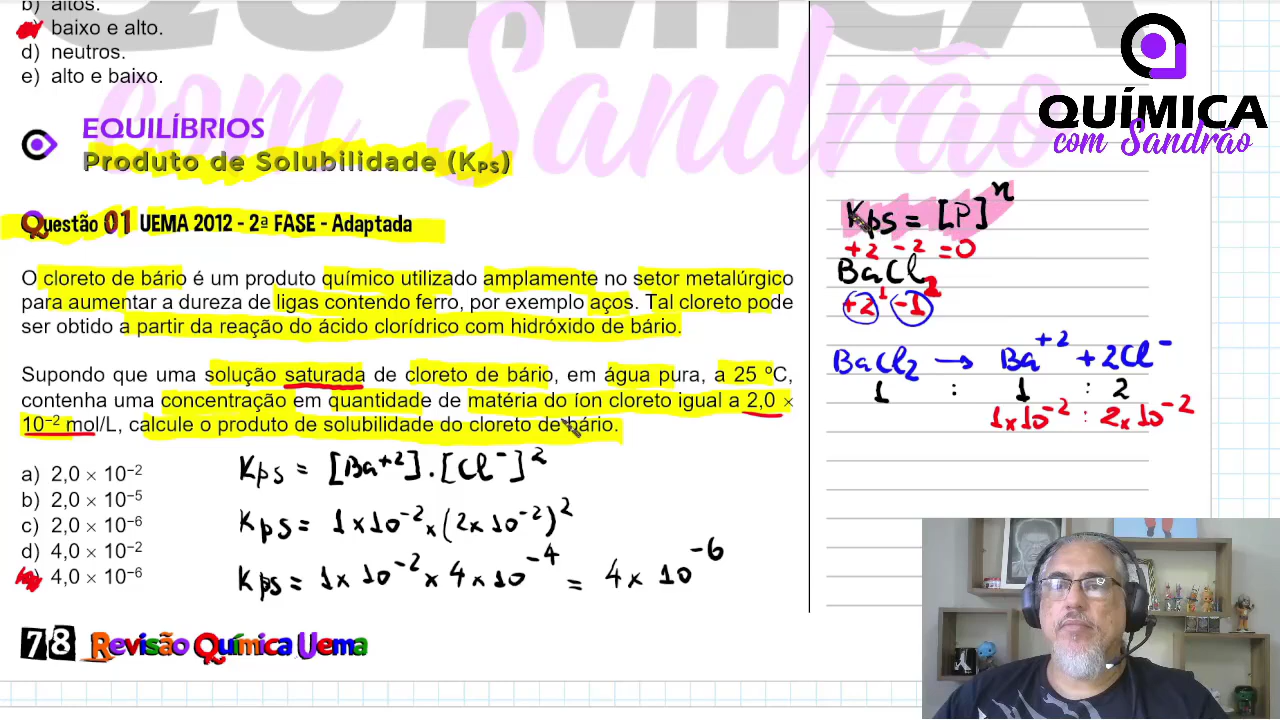 b) altos.
baixo e alto.
d) neutros.
e) alto e baixo.
QUÍMICA
com Sandrão
QUÍMICA
com Sandrão
EQUILÍBRIOS
Produto de Solubilidade (KPS)
Questão 01 UEMA 2012 - 2ª FASE - Adaptada
O cloreto de bário é um produto químico utilizado amplamente no setor metalúrgico
para aumentar a dureza de ligas contendo ferro, por exemplo aços. Tal cloreto pode
ser obtido a partir da reação do ácido clorídrico com hidróxido de bário.
Supondo que uma solução saturada de cloreto de bário, em água pura, a 25 ºC,
contenha uma concentração em quantidade de matéria do íon cloreto igual a 2,0 ×
10⁻² mol/L, calcule o produto de solubilidade do cloreto de bário.
a) 2,0 × 10⁻²
b) 2,0 × 10⁻⁵
c) 2,0 × 10⁻⁶
d) 4,0 × 10⁻²
4,0 × 10⁻⁶
Kps = [Ba⁺²] . [Cl⁻]²
Kps = 1 x 10⁻² x (2 x 10⁻²)²
Kps = 1 x 10⁻² x 4 x 10⁻⁴ = 4 x 10⁻⁶
78 Revisão Química Uema
Kps = [P]ⁿ
+2 -2 = 0
BaCl₂
+2¹ -1²
BaCl₂ → Ba⁺² + 2Cl⁻
1 : 1 : 2
1x10⁻² : 2x10⁻²